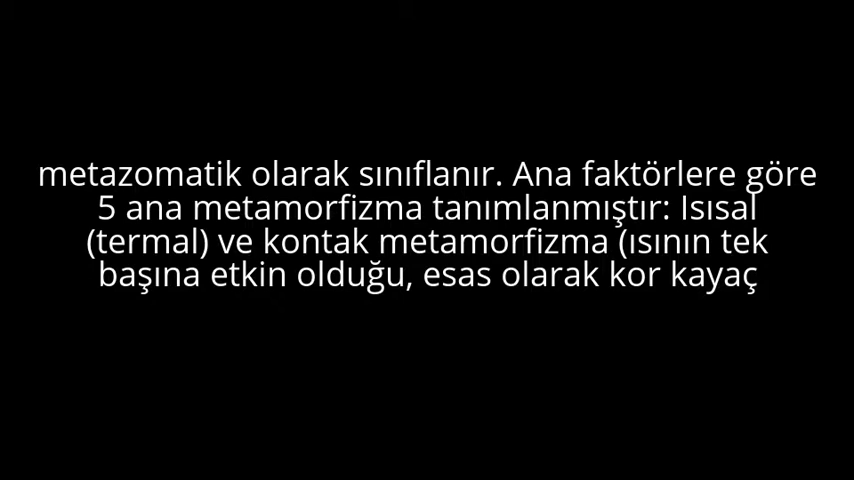 metazomatik olarak sınıflanır. Ana faktörlere göre
5 ana metamorfizma tanımlanmıştır: Isısal
(termal) ve kontak metamorfizma (ısının tek
başına etkin olduğu, esas olarak kor kayaç